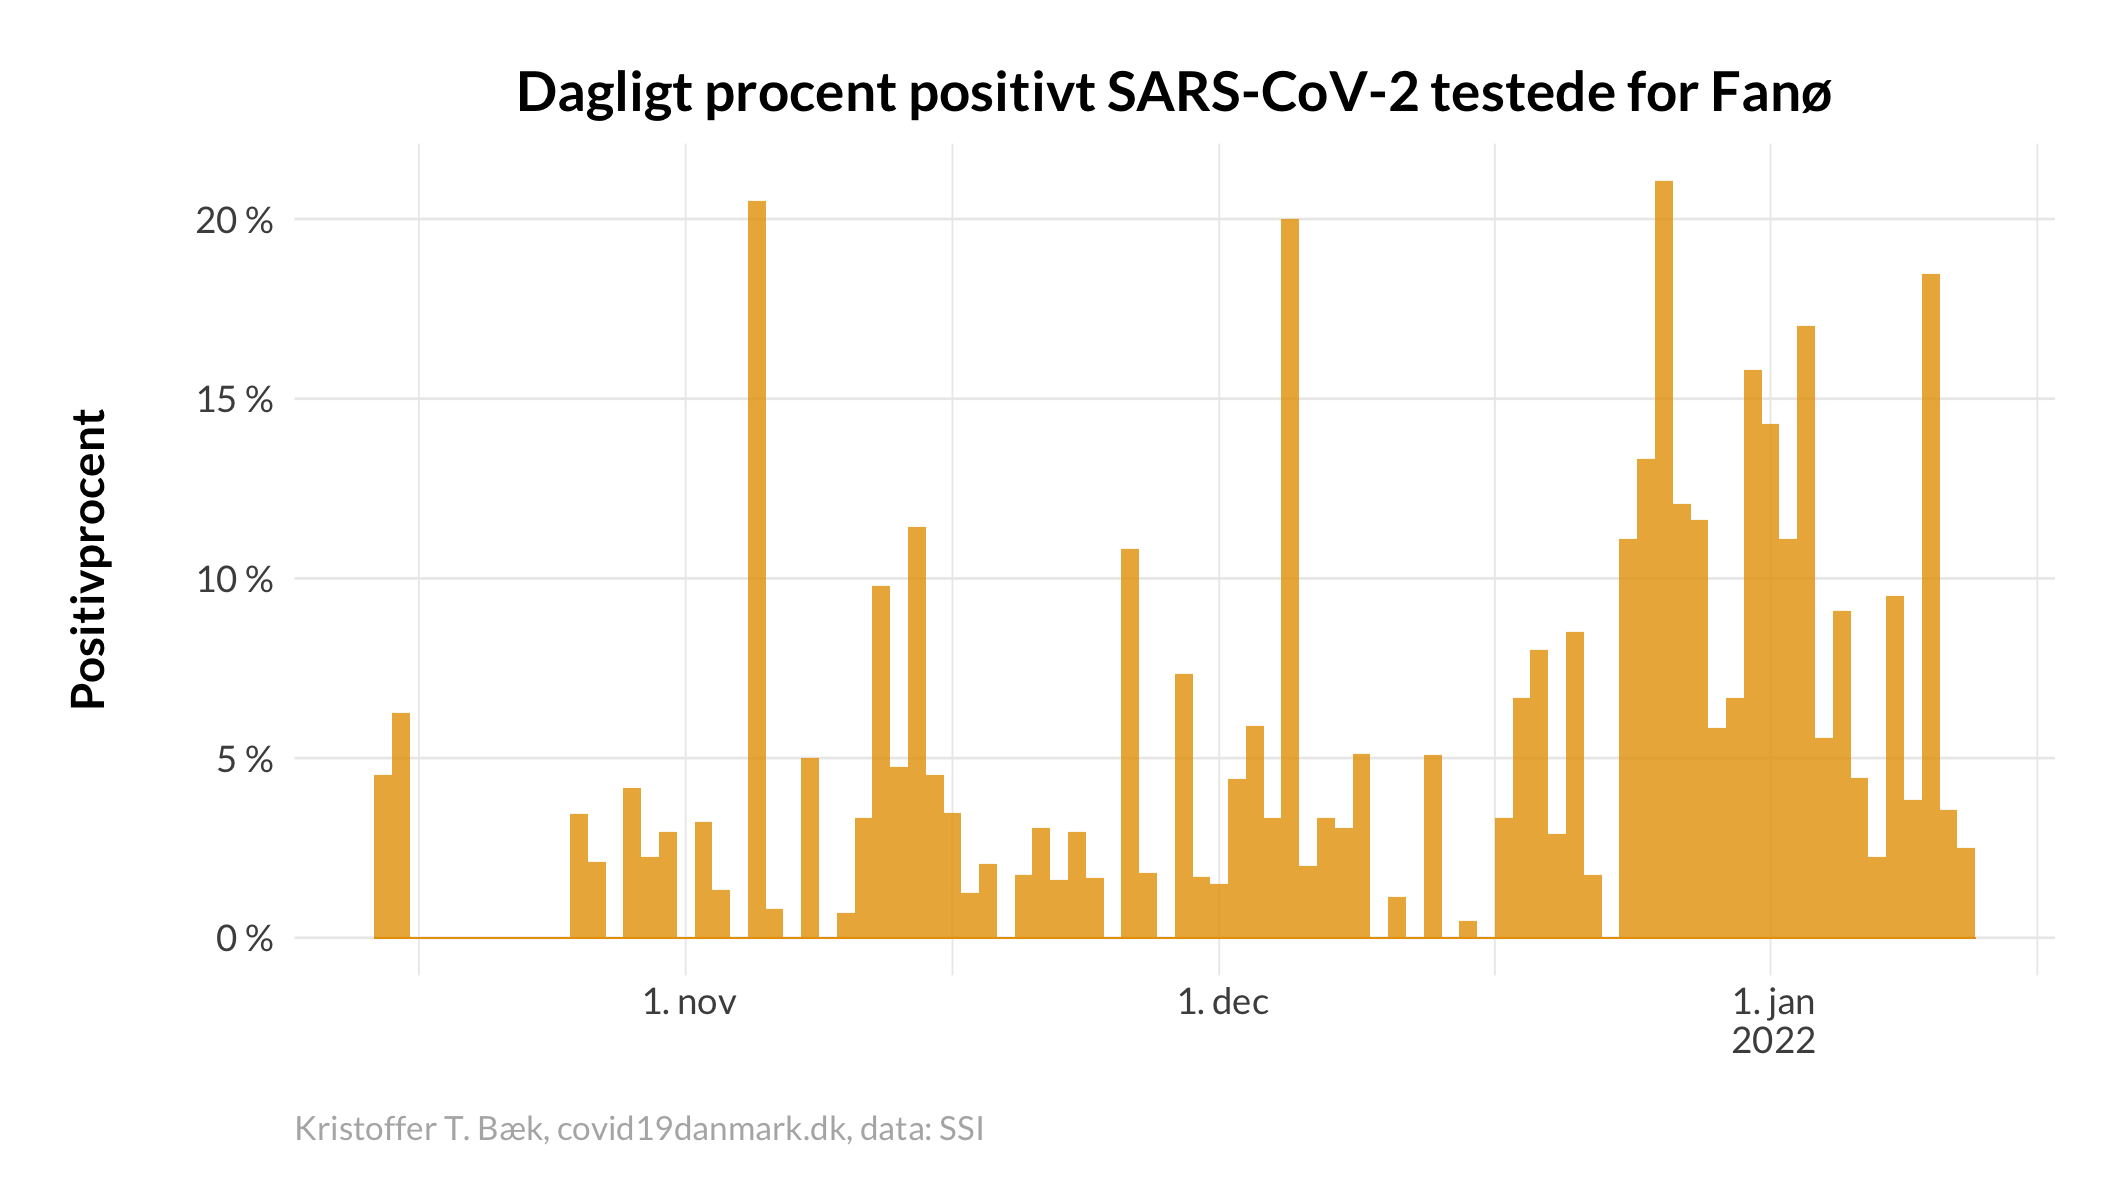 Dagligt procent positivt SARS-CoV-2 testede for Fanø
Positivprocent
20 %
15 %
10 %
5 %
0 %
1. nov
1. dec
1. jan
2022
Kristoffer T. Bæk, covid19danmark.dk, data: SSI